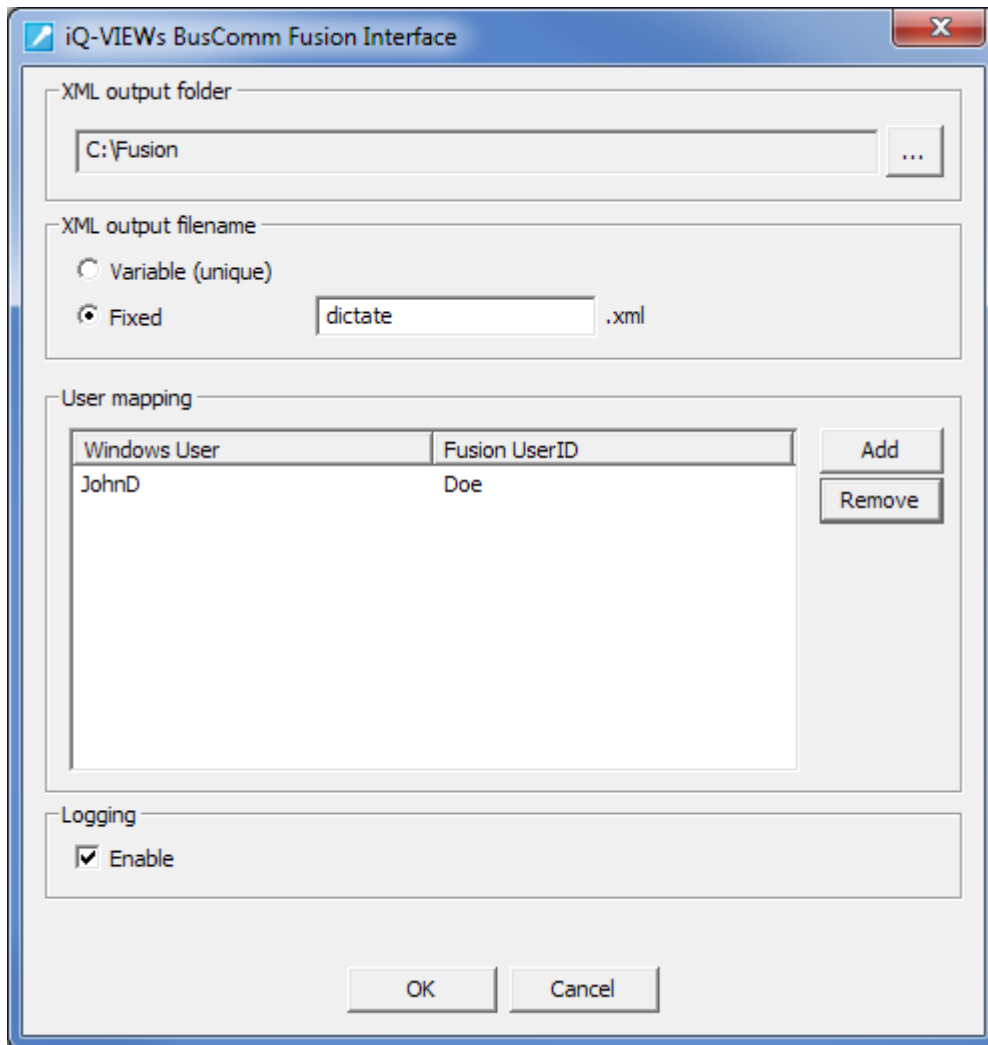 iQ-VIEWs BusComm Fusion Interface
XML output folder
C:\Fusion
...
XML output filename
Variable (unique)
Fixed dictate .xml
User mapping
Windows User Fusion UserID Add
JohnD Doe Remove
Logging
Enable
OK Cancel